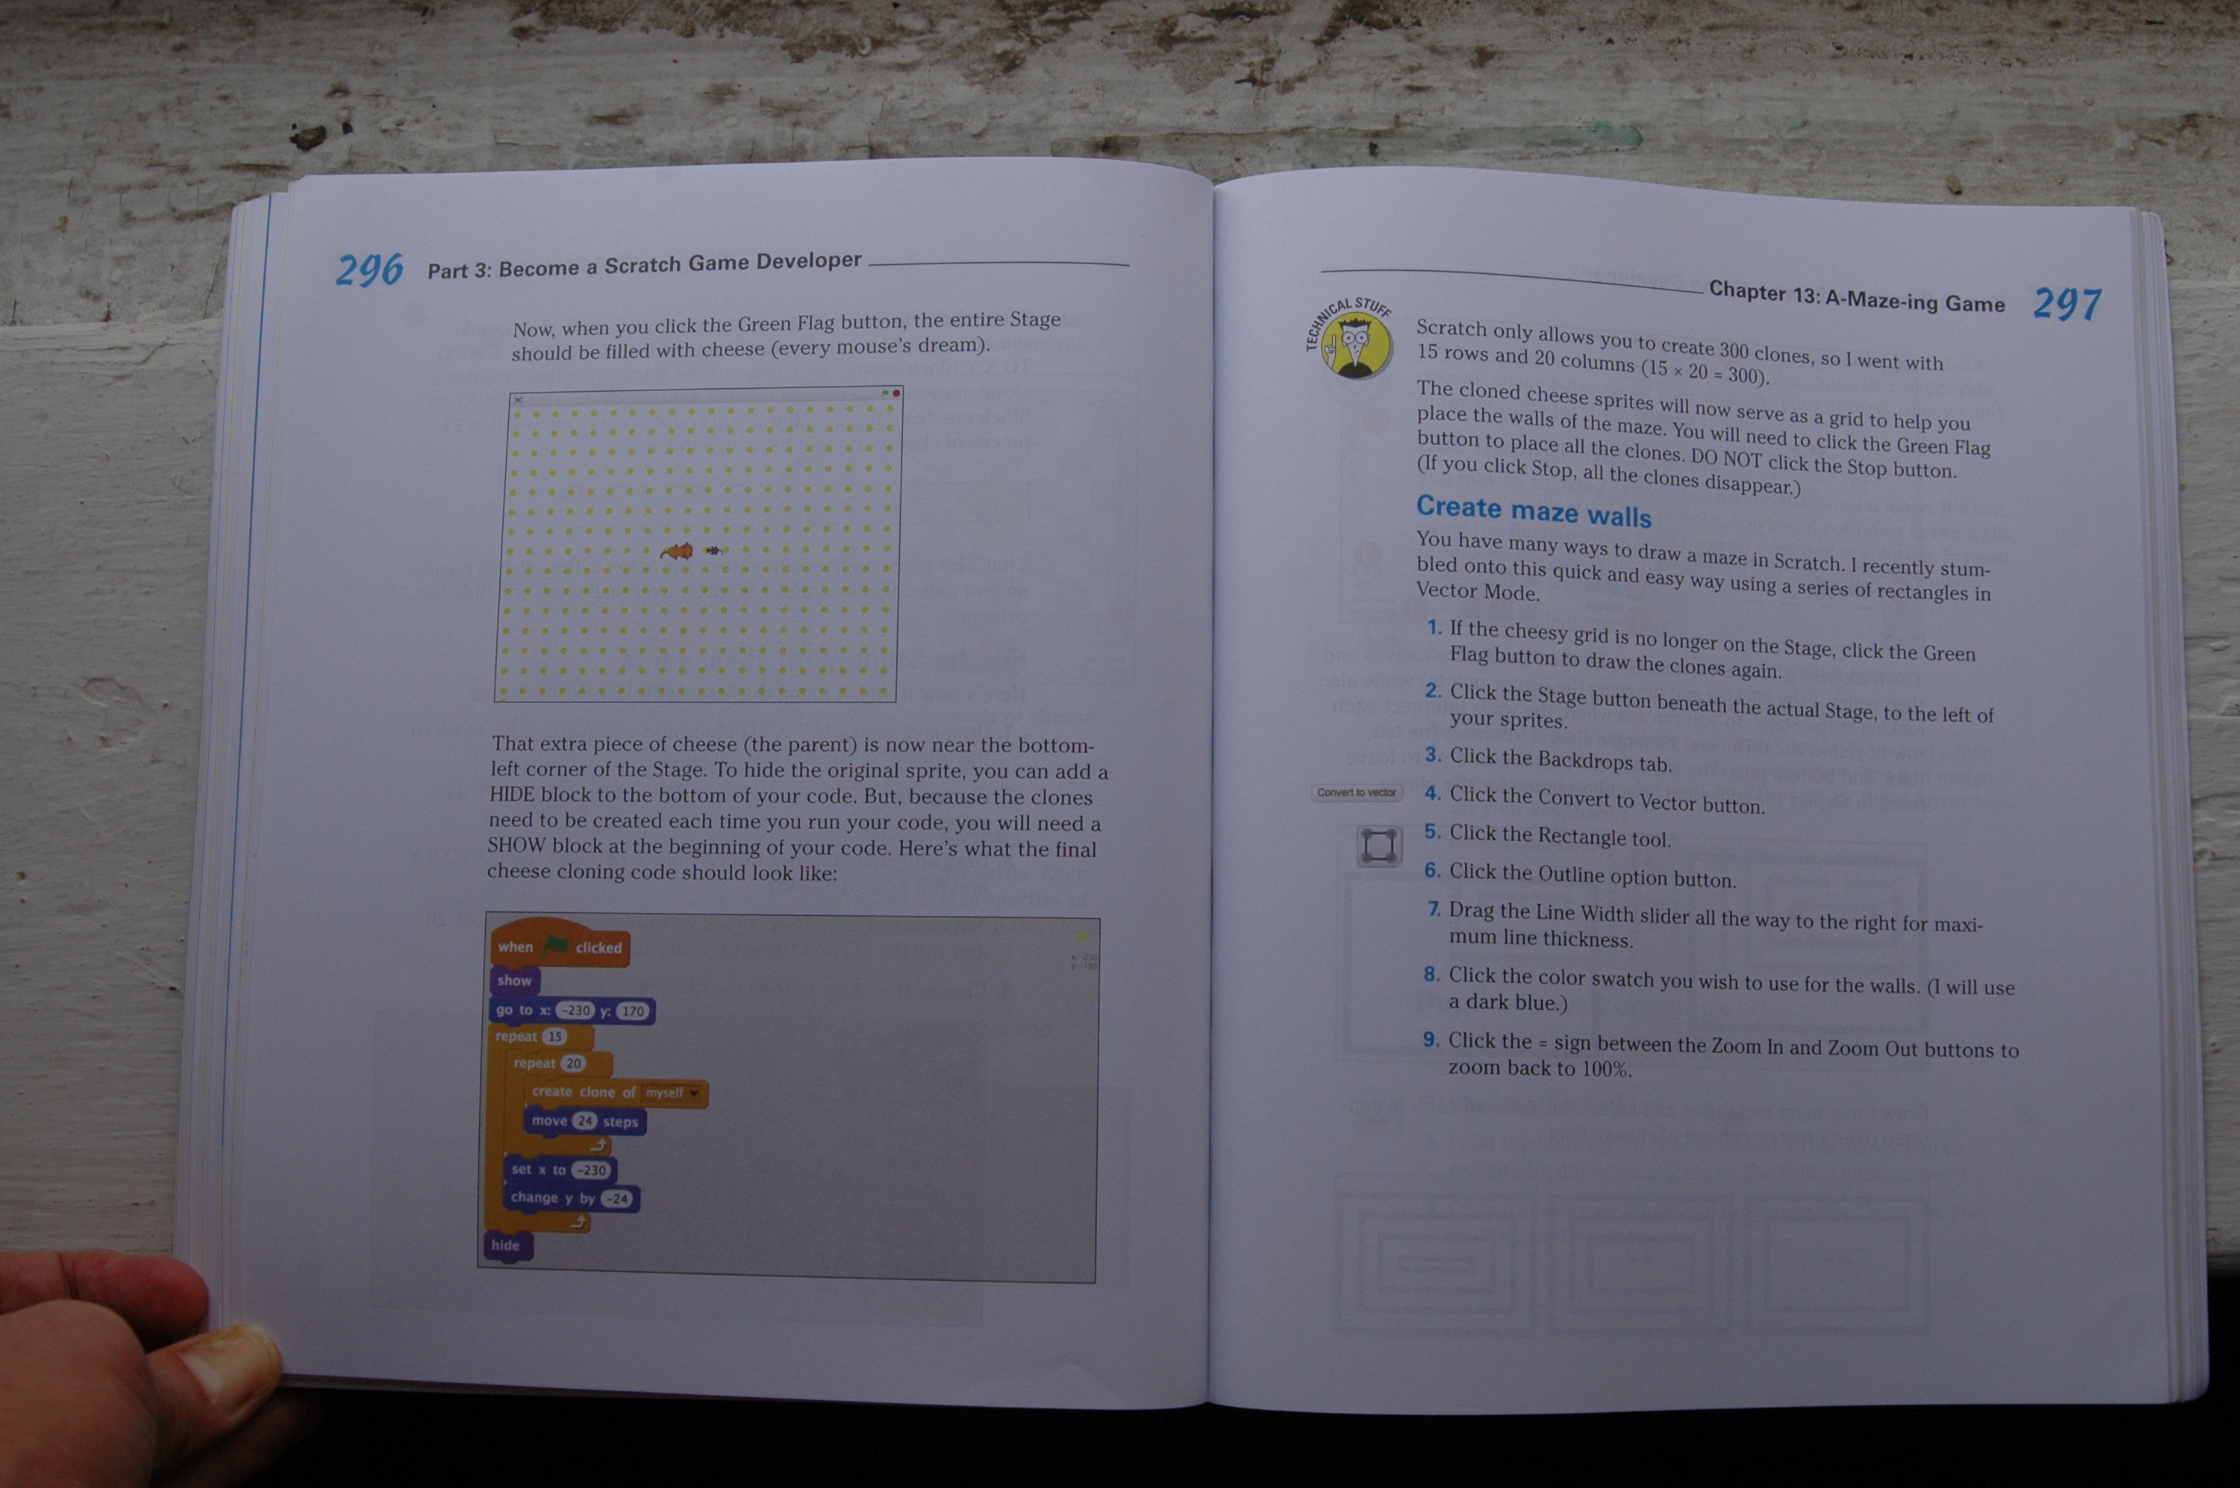 296 Part 3: Become a Scratch Game Developer
Now, when you click the Green Flag button, the entire Stage
should be filled with cheese (every mouse's dream).
That extra piece of cheese (the parent) is now near the bottom-
left corner of the Stage. To hide the original sprite, you can add a
HIDE block to the bottom of your code. But, because the clones
need to be created each time you run your code, you will need a
SHOW block at the beginning of your code. Here's what the final
cheese cloning code should look like:
when clicked
show
go to x: -230 y: 170
repeat 15
repeat 20
create clone of myself
move 24 steps
set x to -230
change y by -24
hide
x: -230
y: -180
Chapter 13: A-Maze-ing Game 297
TECHNICAL STUFF
Scratch only allows you to create 300 clones, so I went with
15 rows and 20 columns (15 × 20 = 300).
The cloned cheese sprites will now serve as a grid to help you
place the walls of the maze. You will need to click the Green Flag
button to place all the clones. DO NOT click the Stop button.
(If you click Stop, all the clones disappear.)
Create maze walls
You have many ways to draw a maze in Scratch. I recently stum-
bled onto this quick and easy way using a series of rectangles in
Vector Mode.
1. If the cheesy grid is no longer on the Stage, click the Green
Flag button to draw the clones again.
2. Click the Stage button beneath the actual Stage, to the left of
your sprites.
3. Click the Backdrops tab.
Convert to vector
4. Click the Convert to Vector button.
5. Click the Rectangle tool.
6. Click the Outline option button.
7. Drag the Line Width slider all the way to the right for maxi-
mum line thickness.
8. Click the color swatch you wish to use for the walls. (I will use
a dark blue.)
9. Click the = sign between the Zoom In and Zoom Out buttons to
zoom back to 100%.